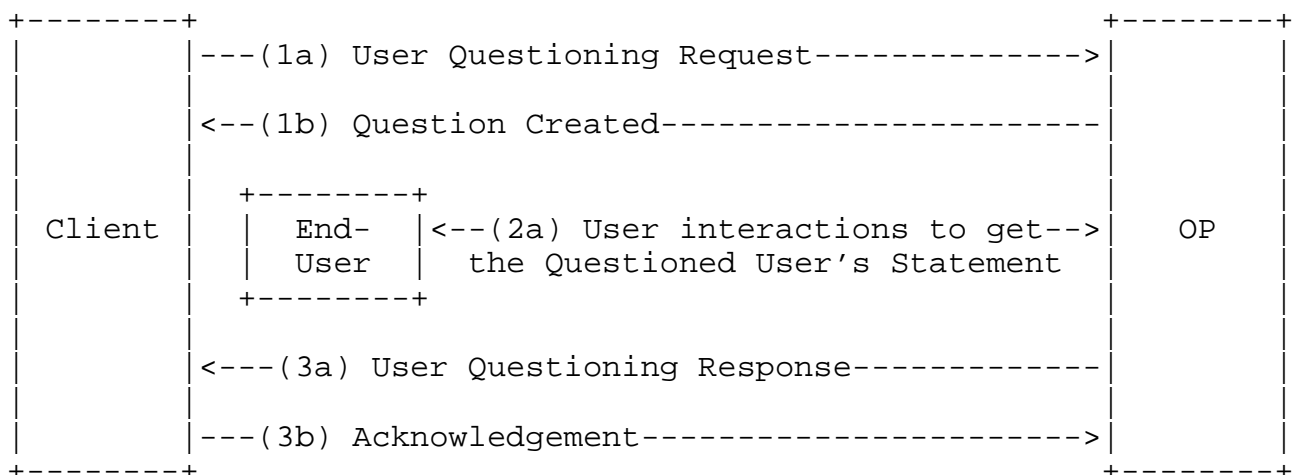 (1a) User Questioning Request
(1b) Question Created
Client End-User (2a) User interactions to get OP
the Questioned User's Statement
(3a) User Questioning Response
(3b) Acknowledgement